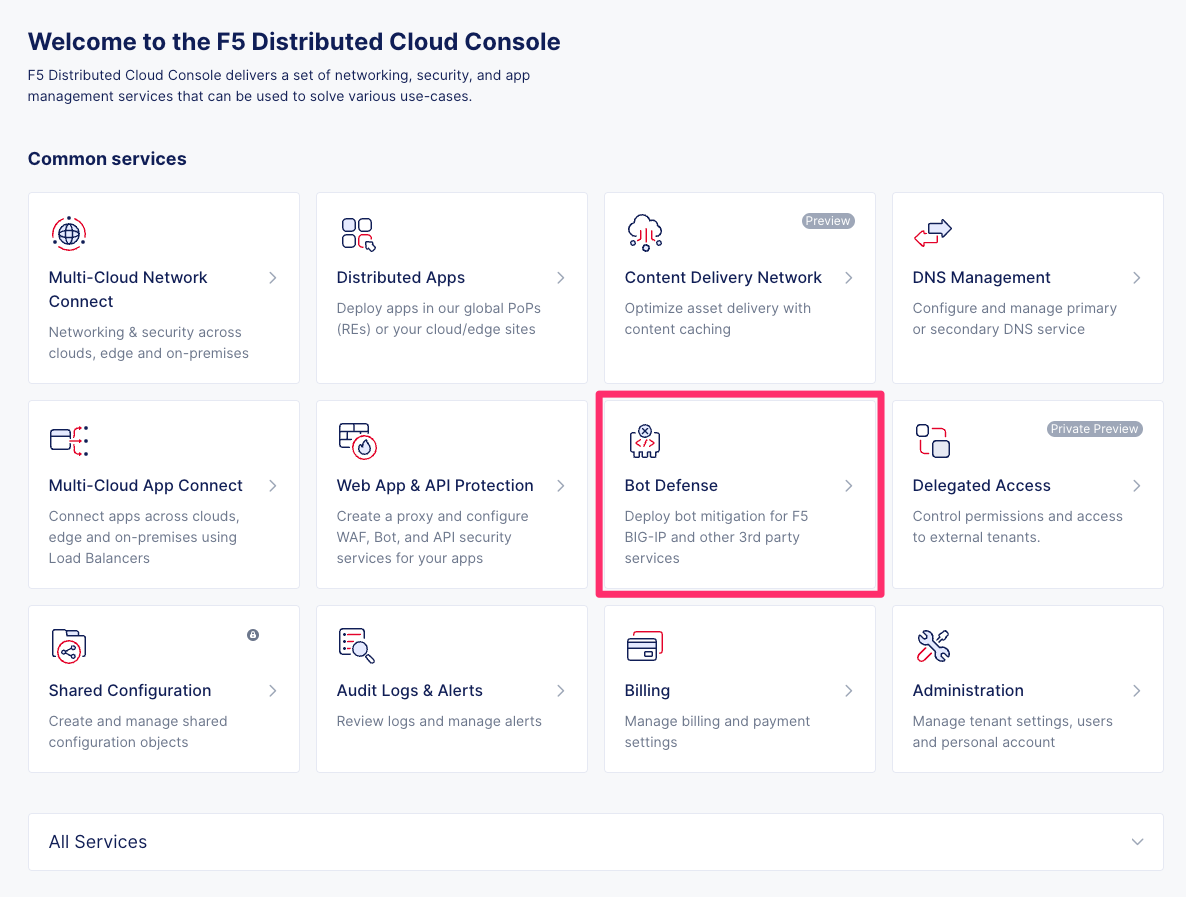 Welcome to the F5 Distributed Cloud Console
F5 Distributed Cloud Console delivers a set of networking, security, and app
management services that can be used to solve various use-cases.
Common services
Multi-Cloud Network
Connect
Networking & security across
clouds, edge and on-premises
Distributed Apps
Deploy apps in our global PoPs
(REs) or your cloud/edge sites
Preview
Content Delivery Network
Optimize asset delivery with
content caching
DNS Management
Configure and manage primary
or secondary DNS service
Multi-Cloud App Connect
Connect apps across clouds,
edge and on-premises using
Load Balancers
Web App & API Protection
Create a proxy and configure
WAF, Bot, and API security
services for your apps
Bot Defense
Deploy bot mitigation for F5
BIG-IP and other 3rd party
services
Private Preview
Delegated Access
Control permissions and access
to external tenants.
Shared Configuration
Create and manage shared
configuration objects
Audit Logs & Alerts
Review logs and manage alerts
Billing
Manage billing and payment
settings
Administration
Manage tenant settings, users
and personal account
All Services